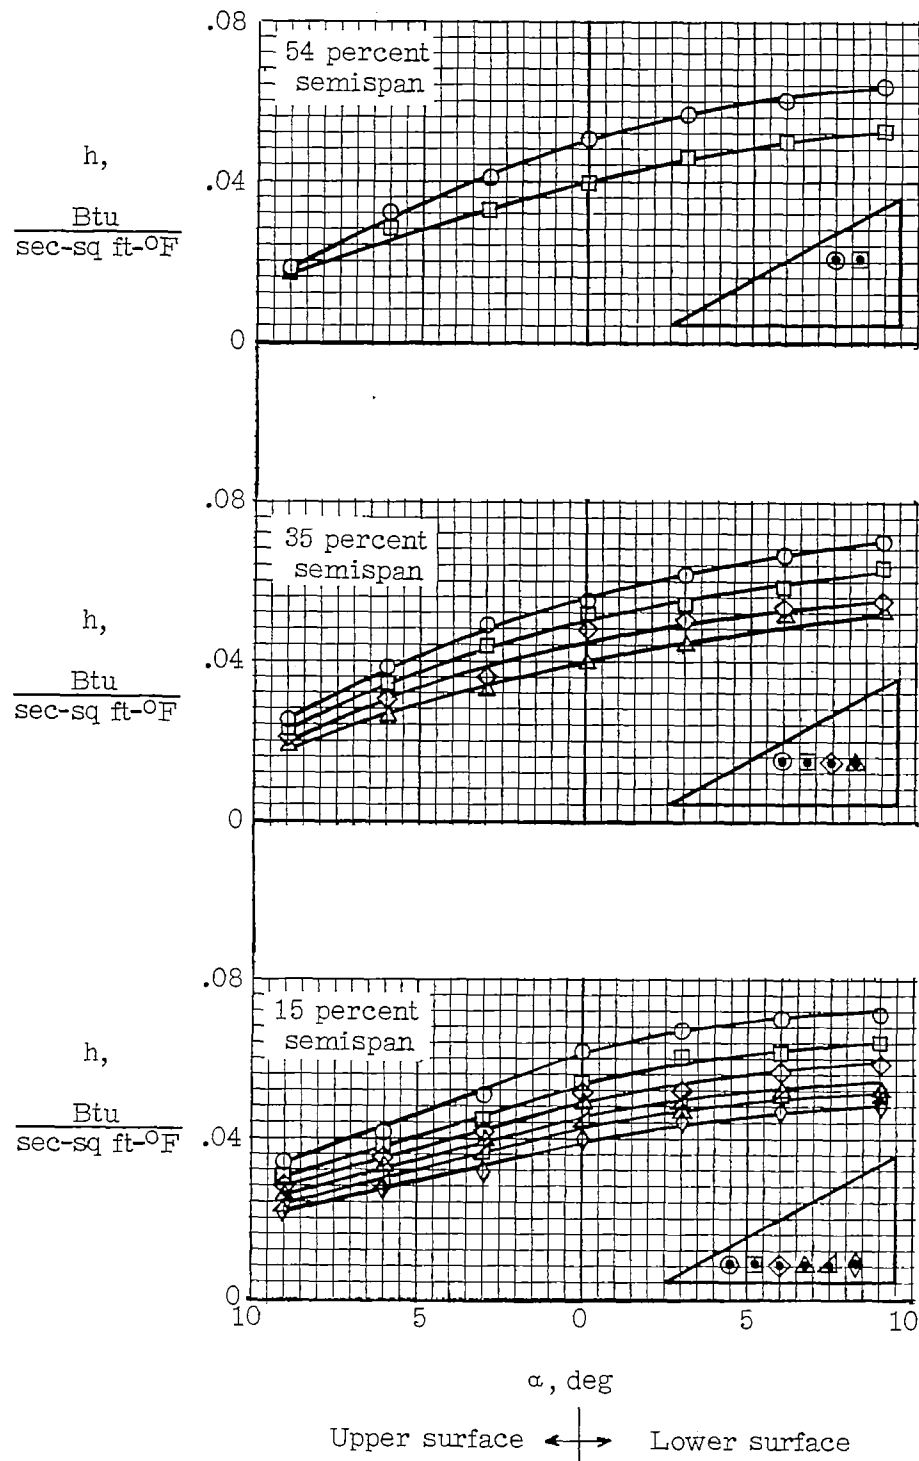 .08
54 percent
semispan
h,
.04
Btu
sec-sq ft-°F
0
.08
35 percent
semispan
h,
.04
Btu
sec-sq ft-°F
0
.08
15 percent
semispan
h,
Btu
sec-sq ft-°F
.04
0
10 5 0 5 10
α, deg
Upper surface Lower surface